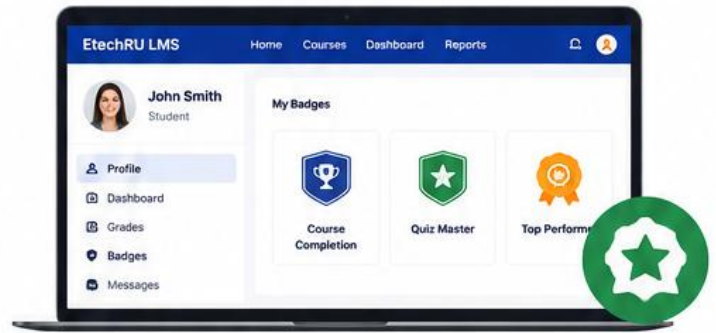 EtechRU LMS
Home Courses Dashboard Reports
John Smith
Student
Profile
Dashboard
Grades
Badges
Messages
My Badges
Course
Completion
Quiz Master
Top